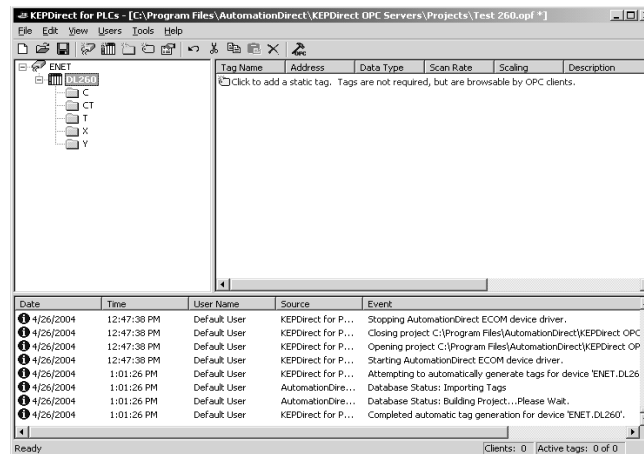 KEPDirect for PLCs - [C:\Program Files\AutomationDirect\KEPDirect OPC Servers\Projects\Test 260.opf *]
File Edit View Users Tools Help
OPC
ENET
DL260
C
CT
T
X
Y
Tag Name Address Data Type Scan Rate Scaling Description
Click to add a static tag. Tags are not required, but are browsable by OPC clients.
Date Time User Name Source Event
4/26/2004 12:47:38 PM Default User KEPDirect for P... Stopping AutomationDirect ECOM device driver.
4/26/2004 12:47:38 PM Default User KEPDirect for P... Closing project C:\Program Files\AutomationDirect\KEPDirect OPC
4/26/2004 12:47:38 PM Default User KEPDirect for P... Opening project C:\Program Files\AutomationDirect\KEPDirect OP
4/26/2004 12:47:38 PM Default User KEPDirect for P... Starting AutomationDirect ECOM device driver.
4/26/2004 1:01:26 PM Default User KEPDirect for P... Attempting to automatically generate tags for device 'ENET.DL26
4/26/2004 1:01:26 PM Default User AutomationDire... Database Status: Importing Tags
4/26/2004 1:01:26 PM Default User AutomationDire... Database Status: Building Project...Please Wait.
4/26/2004 1:01:26 PM Default User KEPDirect for P... Completed automatic tag generation for device 'ENET.DL260'.
Ready Clients: 0 Active tags: 0 of 0